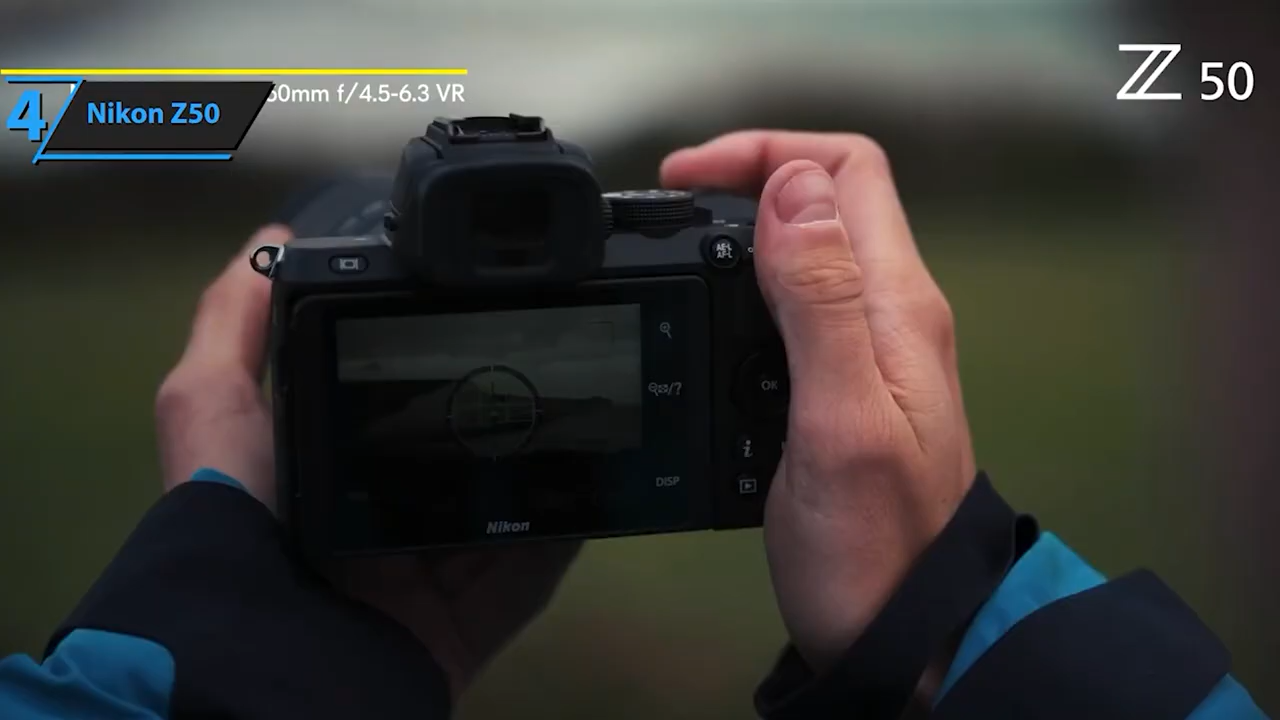 4 Nikon Z50
50mm f/4.5-6.3 VR
Z 50
AE-L
AF-L
OK
?
i
DISP
Nikon